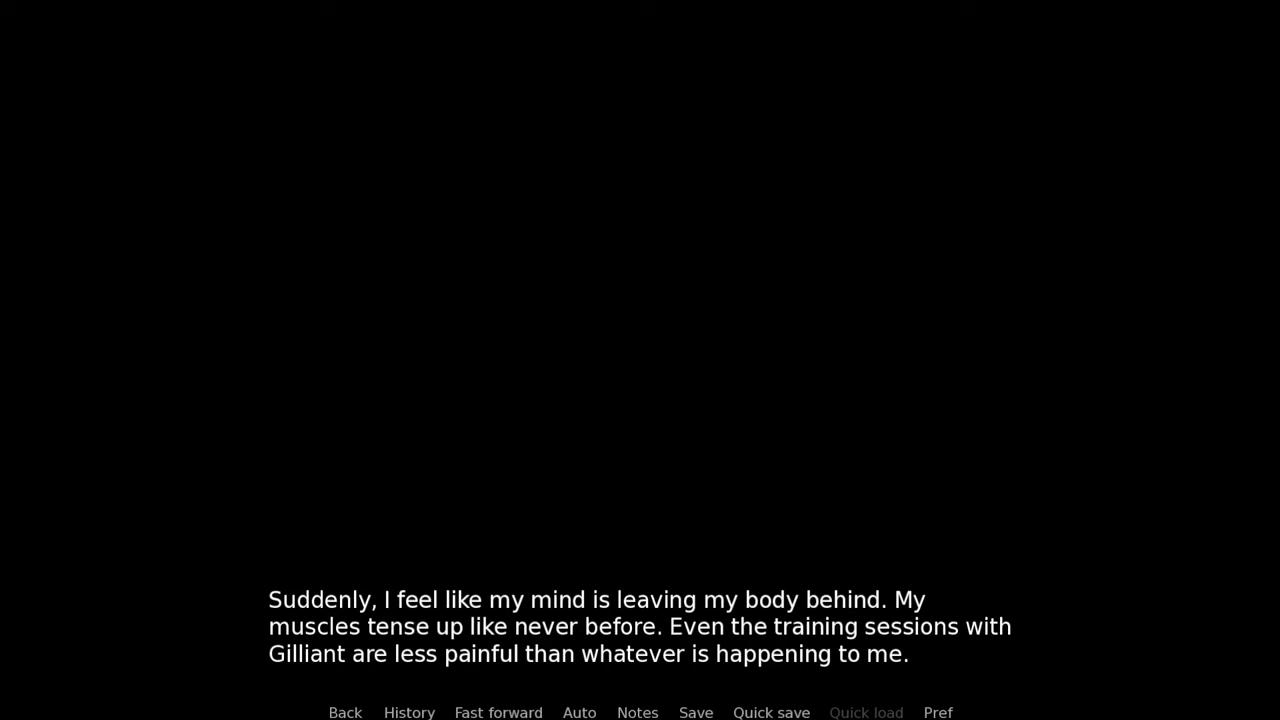 Suddenly, I feel like my mind is leaving my body behind. My
muscles tense up like never before. Even the training sessions with
Gilliant are less painful than whatever is happening to me.
Back History Fast forward Auto Notes Save Quick save Quick load Pref